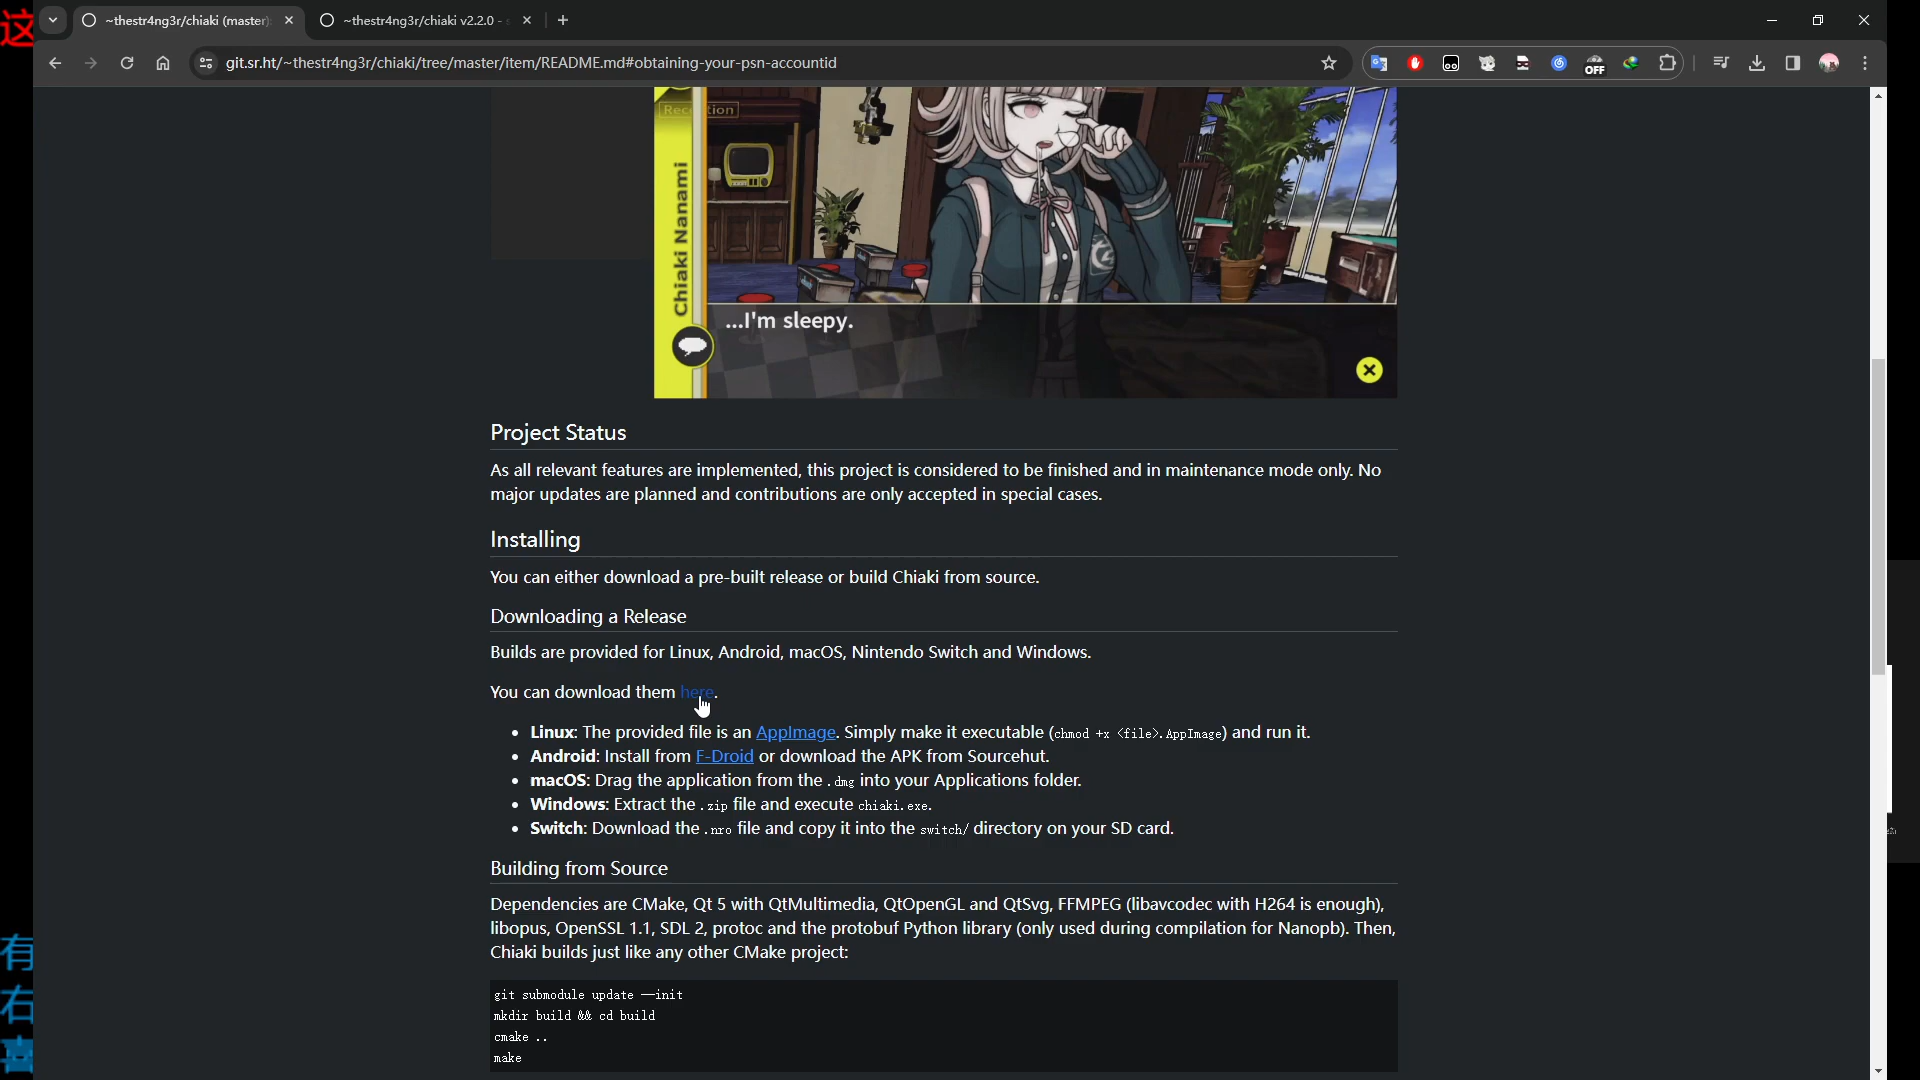 这
~thestr4ng3r/chiaki (master)
~thestr4ng3r/chiaki v2.2.0 -
git.sr.ht/~thestr4ng3r/chiaki/tree/master/item/README.md#obtaining-your-psn-accountid
OFF
Chiaki Nanami
...I'm sleepy.
Project Status
As all relevant features are implemented, this project is considered to be finished and in maintenance mode only. No
major updates are planned and contributions are only accepted in special cases.
Installing
You can either download a pre-built release or build Chiaki from source.
Downloading a Release
Builds are provided for Linux, Android, macOS, Nintendo Switch and Windows.
You can download them here.
Linux: The provided file is an AppImage. Simply make it executable (chmod +x <file>.AppImage) and run it.
Android: Install from F-Droid or download the APK from Sourcehut.
macOS: Drag the application from the .dmg into your Applications folder.
Windows: Extract the .zip file and execute chiaki.exe.
Switch: Download the .nro file and copy it into the switch/ directory on your SD card.
Building from Source
Dependencies are CMake, Qt 5 with QtMultimedia, QtOpenGL and QtSvg, FFMPEG (libavcodec with H264 is enough),
libopus, OpenSSL 1.1, SDL 2, protoc and the protobuf Python library (only used during compilation for Nanopb). Then,
Chiaki builds just like any other CMake project:
git submodule update --init
mkdir build && cd build
cmake ..
make
有
右